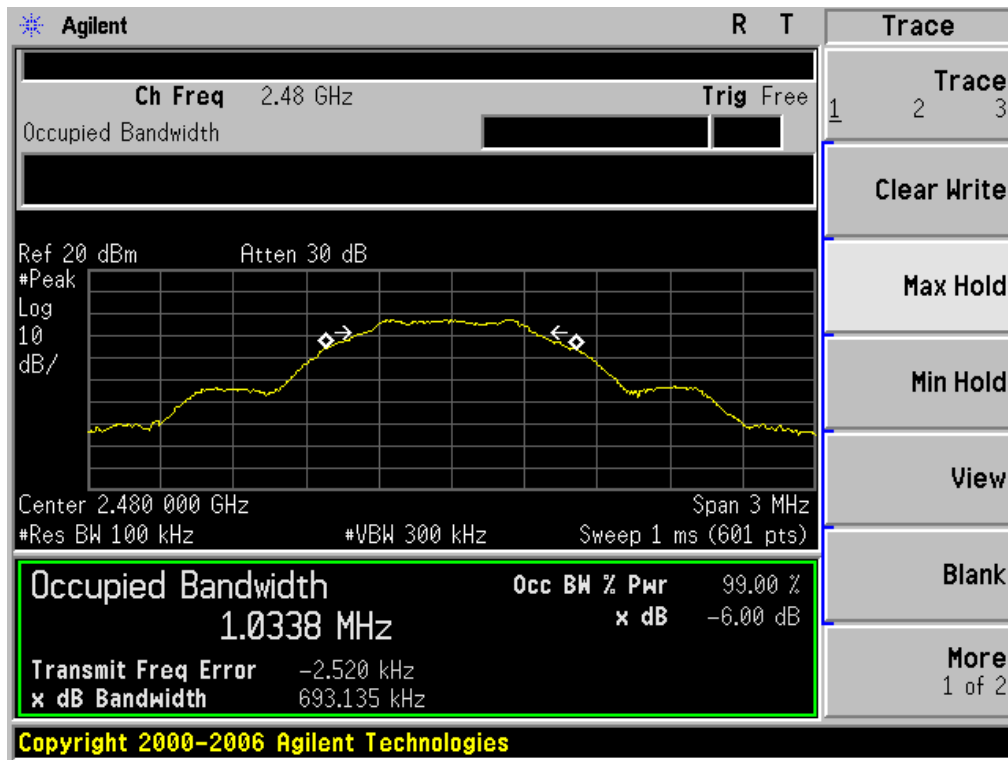 Agilent R T
Ch Freq 2.48 GHz Trig Free
Occupied Bandwidth
Ref 20 dBm Atten 30 dB
#Peak
Log
10
dB/
Center 2.480 000 GHz Span 3 MHz
#Res BW 100 kHz #VBW 300 kHz Sweep 1 ms (601 pts)
Occupied Bandwidth Occ BW % Pwr 99.00 %
1.0338 MHz x dB -6.00 dB
Transmit Freq Error -2.520 kHz
x dB Bandwidth 693.135 kHz
Copyright 2000-2006 Agilent Technologies
Trace
Trace
1 2 3
Clear Write
Max Hold
Min Hold
View
Blank
More
1 of 2